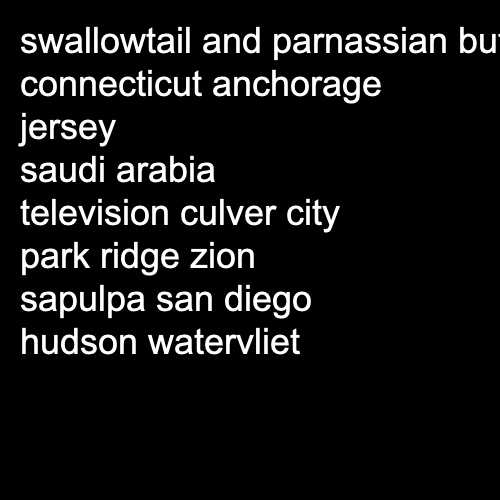 swallowtail and parnassian
connecticut anchorage
jersey
saudi arabia
television culver city
park ridge zion
sapulpa san diego
hudson watervliet